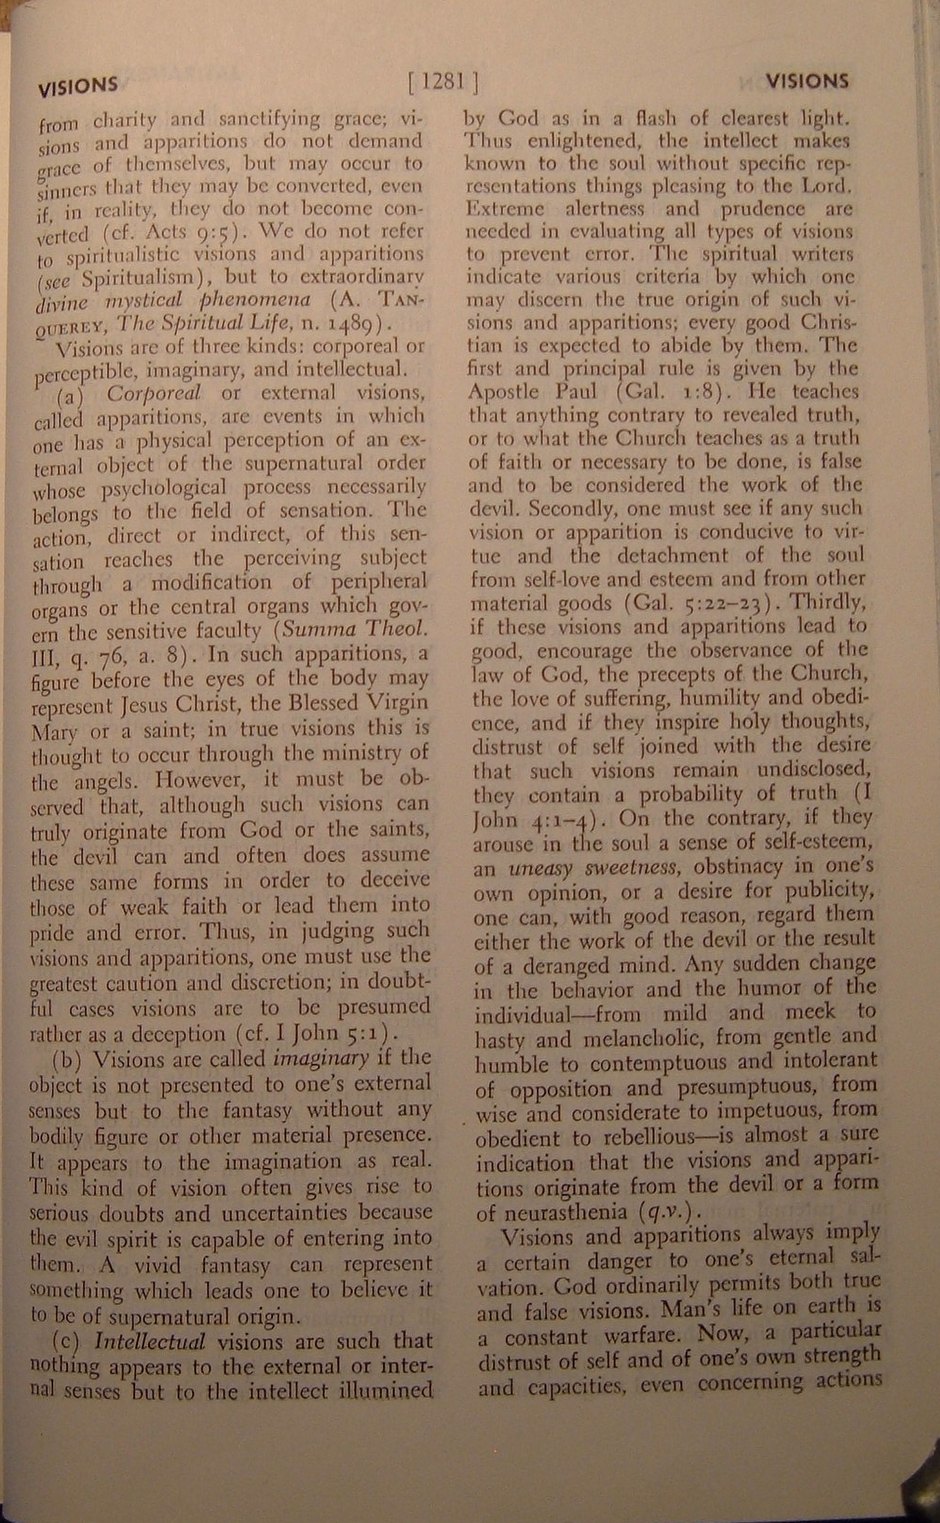 VISIONS
[ 1281 ]
VISIONS
from charity and sanctifying grace; vi-
sions and apparitions do not demand
grace of themselves, but may occur to
sinners that they may be converted, even
if, in reality, they do not become con-
verted (cf. Acts 9:5). We do not refer
to spiritualistic visions and apparitions
(see Spiritualism), but to extraordinary
divine mystical phenomena (A. TAN-
QUEREY, The Spiritual Life, n. 1489).
Visions are of three kinds: corporeal or
perceptible, imaginary, and intellectual.
(a) Corporeal or external visions,
called apparitions, are events in which
one has a physical perception of an ex-
ternal object of the supernatural order
whose psychological process necessarily
belongs to the field of sensation. The
action, direct or indirect, of this sen-
sation reaches the perceiving subject
through a modification of peripheral
organs or the central organs which gov-
ern the sensitive faculty (Summa Theol.
III, q. 76, a. 8). In such apparitions, a
figure before the eyes of the body may
represent Jesus Christ, the Blessed Virgin
Mary or a saint; in true visions this is
thought to occur through the ministry of
the angels. However, it must be ob-
served that, although such visions can
truly originate from God or the saints,
the devil can and often does assume
these same forms in order to deceive
those of weak faith or lead them into
pride and error. Thus, in judging such
visions and apparitions, one must use the
greatest caution and discretion; in doubt-
ful cases visions are to be presumed
rather as a deception (cf. I John 5:1).
(b) Visions are called imaginary if the
object is not presented to one's external
senses but to the fantasy without any
bodily figure or other material presence.
It appears to the imagination as real.
This kind of vision often gives rise to
serious doubts and uncertainties because
the evil spirit is capable of entering into
them. A vivid fantasy can represent
something which leads one to believe it
to be of supernatural origin.
(c) Intellectual visions are such that
nothing appears to the external or inter-
nal senses but to the intellect illumined
by God as in a flash of clearest light.
Thus enlightened, the intellect makes
known to the soul without specific rep-
resentations things pleasing to the Lord.
Extreme alertness and prudence are
needed in evaluating all types of visions
to prevent error. The spiritual writers
indicate various criteria by which one
may discern the true origin of such vi-
sions and apparitions; every good Chris-
tian is expected to abide by them. The
first and principal rule is given by the
Apostle Paul (Gal. 1:8). He teaches
that anything contrary to revealed truth,
or to what the Church teaches as a truth
of faith or necessary to be done, is false
and to be considered the work of the
devil. Secondly, one must see if any such
vision or apparition is conducive to vir-
tue and the detachment of the soul
from self-love and esteem and from other
material goods (Gal. 5:22–23). Thirdly,
if these visions and apparitions lead to
good, encourage the observance of the
law of God, the precepts of the Church,
the love of suffering, humility and obedi-
ence, and if they inspire holy thoughts,
distrust of self joined with the desire
that such visions remain undisclosed,
they contain a probability of truth (I
John 4:1–4). On the contrary, if they
arouse in the soul a sense of self-esteem,
an uneasy sweetness, obstinacy in one's
own opinion, or a desire for publicity,
one can, with good reason, regard them
either the work of the devil or the result
of a deranged mind. Any sudden change
in the behavior and the humor of the
individual—from mild and meek to
hasty and melancholic, from gentle and
humble to contemptuous and intolerant
of opposition and presumptuous, from
wise and considerate to impetuous, from
obedient to rebellious—is almost a sure
indication that the visions and appari-
tions originate from the devil or a form
of neurasthenia (q.v.).
Visions and apparitions always imply
a certain danger to one's eternal sal-
vation. God ordinarily permits both true
and false visions. Man's life on earth is
a constant warfare. Now, a particular
distrust of self and of one's own strength
and capacities, even concerning actions